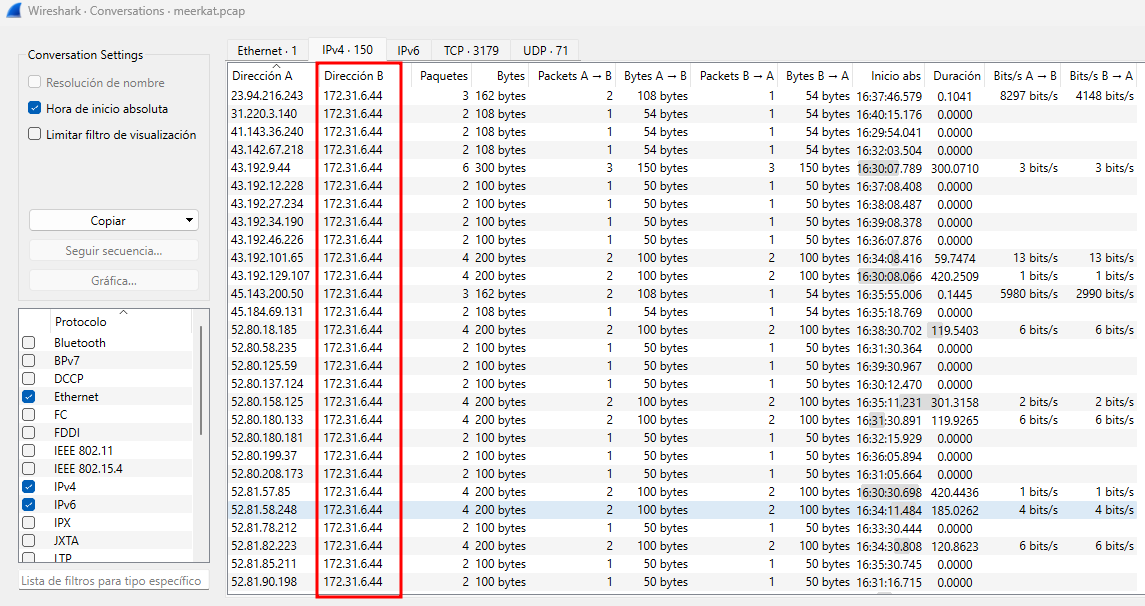 Wireshark · Conversations · meerkat.pcap
Conversation Settings
Resolución de nombre
Hora de inicio absoluta
Limitar filtro de visualización
Copiar
Seguir secuencia...
Gráfica...
Protocolo
Bluetooth
BPv7
DCCP
Ethernet
FC
FDDI
IEEE 802.11
IEEE 802.15.4
IPv4
IPv6
IPX
JXTA
LTP
Lista de filtros para tipo específico
Ethernet · 1 IPv4 · 150 IPv6 TCP · 3179 UDP · 71
Dirección A Dirección B Paquetes Bytes Packets A → B Bytes A → B Packets B → A Bytes B → A Inicio abs Duración Bits/s A → B Bits/s B → A
23.94.216.243 172.31.6.44 3 162 bytes 2 108 bytes 1 54 bytes 16:37:46.579 0.1041 8297 bits/s 4148 bits/s
31.220.3.140 172.31.6.44 2 108 bytes 1 54 bytes 1 54 bytes 16:40:15.176 0.0000
41.143.36.240 172.31.6.44 2 108 bytes 1 54 bytes 1 54 bytes 16:29:54.041 0.0000
43.142.67.218 172.31.6.44 2 108 bytes 1 54 bytes 1 54 bytes 16:32:03.504 0.0000
43.192.9.44 172.31.6.44 6 300 bytes 3 150 bytes 3 150 bytes 16:30:07.789 300.0710 3 bits/s 3 bits/s
43.192.12.228 172.31.6.44 2 100 bytes 1 50 bytes 1 50 bytes 16:37:08.408 0.0000
43.192.27.234 172.31.6.44 2 100 bytes 1 50 bytes 1 50 bytes 16:38:08.487 0.0000
43.192.34.190 172.31.6.44 2 100 bytes 1 50 bytes 1 50 bytes 16:39:08.378 0.0000
43.192.46.226 172.31.6.44 2 100 bytes 1 50 bytes 1 50 bytes 16:36:07.876 0.0000
43.192.101.65 172.31.6.44 4 200 bytes 2 100 bytes 2 100 bytes 16:34:08.416 59.7474 13 bits/s 13 bits/s
43.192.129.107 172.31.6.44 4 200 bytes 2 100 bytes 2 100 bytes 16:30:08.066 420.2509 1 bits/s 1 bits/s
45.143.200.50 172.31.6.44 3 162 bytes 2 108 bytes 1 54 bytes 16:35:55.006 0.1445 5980 bits/s 2990 bits/s
45.184.69.131 172.31.6.44 2 108 bytes 1 54 bytes 1 54 bytes 16:35:18.769 0.0000
52.80.18.185 172.31.6.44 4 200 bytes 2 100 bytes 2 100 bytes 16:38:30.702 119.5403 6 bits/s 6 bits/s
52.80.58.235 172.31.6.44 2 100 bytes 1 50 bytes 1 50 bytes 16:31:30.364 0.0000
52.80.125.59 172.31.6.44 2 100 bytes 1 50 bytes 1 50 bytes 16:39:30.967 0.0000
52.80.137.124 172.31.6.44 2 100 bytes 1 50 bytes 1 50 bytes 16:30:12.470 0.0000
52.80.158.125 172.31.6.44 4 200 bytes 2 100 bytes 2 100 bytes 16:35:11.231 301.3158 2 bits/s 2 bits/s
52.80.180.133 172.31.6.44 4 200 bytes 2 100 bytes 2 100 bytes 16:31:30.891 119.9265 6 bits/s 6 bits/s
52.80.180.181 172.31.6.44 2 100 bytes 1 50 bytes 1 50 bytes 16:32:15.929 0.0000
52.80.199.37 172.31.6.44 2 100 bytes 1 50 bytes 1 50 bytes 16:36:05.894 0.0000
52.80.208.173 172.31.6.44 2 100 bytes 1 50 bytes 1 50 bytes 16:31:05.664 0.0000
52.81.57.85 172.31.6.44 4 200 bytes 2 100 bytes 2 100 bytes 16:30:30.698 420.4436 1 bits/s 1 bits/s
52.81.58.248 172.31.6.44 4 200 bytes 2 100 bytes 2 100 bytes 16:34:11.484 185.0262 4 bits/s 4 bits/s
52.81.78.212 172.31.6.44 2 100 bytes 1 50 bytes 1 50 bytes 16:33:30.444 0.0000
52.81.82.223 172.31.6.44 4 200 bytes 2 100 bytes 2 100 bytes 16:34:30.808 120.8623 6 bits/s 6 bits/s
52.81.85.211 172.31.6.44 2 100 bytes 1 50 bytes 1 50 bytes 16:35:30.745 0.0000
52.81.90.198 172.31.6.44 2 100 bytes 1 50 bytes 1 50 bytes 16:31:16.715 0.0000